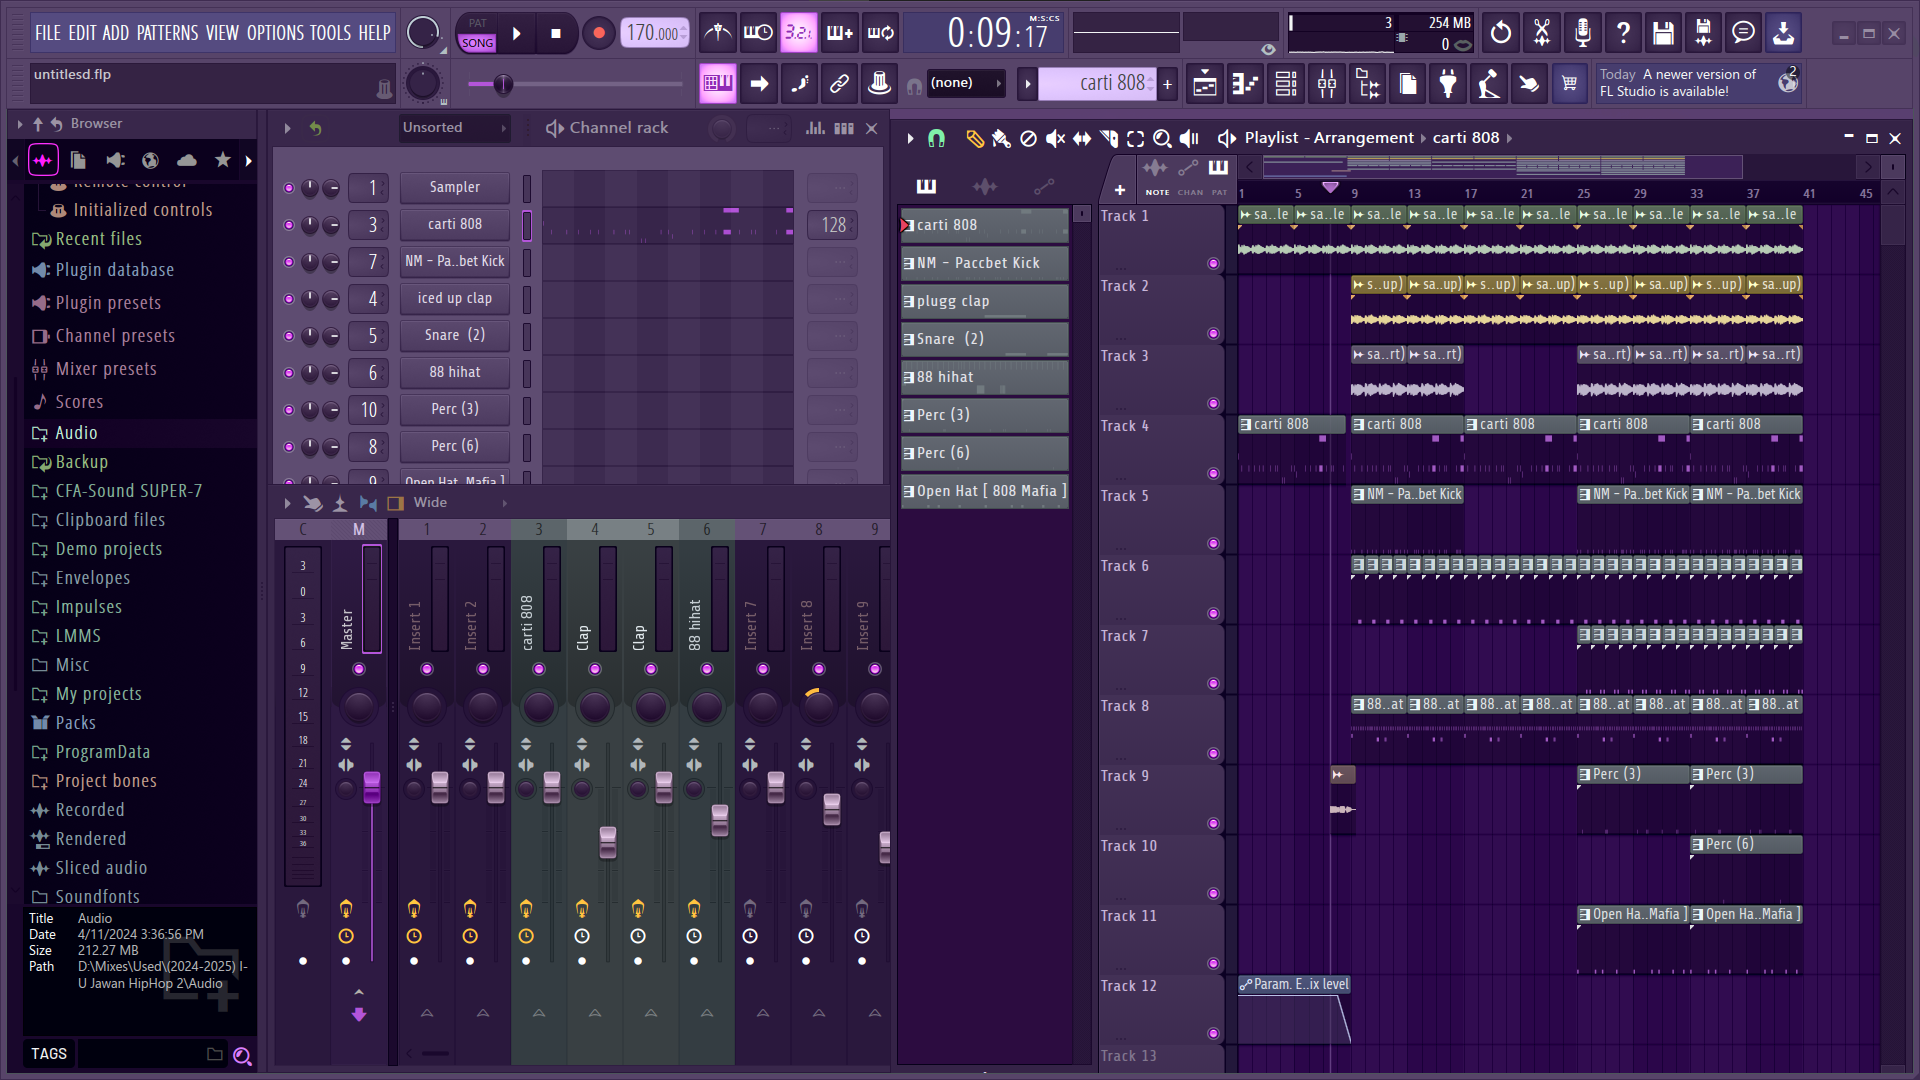 FILE EDIT ADD PATTERNS VIEW OPTIONS TOOLS HELP
PAT
SONG
170.000
3.2.
0:09:17
M:S:CS
3
254 MB
0
untitlesd.flp
(none)
carti 808
+
Today A newer version of
FL Studio is available!
2
Browser
Remote control
Initialized controls
Recent files
Plugin database
Plugin presets
Channel presets
Mixer presets
Scores
Audio
Backup
CFA-Sound SUPER-7
Clipboard files
Demo projects
Envelopes
Impulses
LMMS
Misc
My projects
Packs
ProgramData
Project bones
Recorded
Rendered
Sliced audio
Soundfonts
Title Audio
Date 4/11/2024 3:36:56 PM
Size 212.27 MB
Path D:\Mixes\Used\(2024-2025) I-
U Jawan HipHop 2\Audio
TAGS
Unsorted
Channel rack
1 Sampler
3 carti 808 128
7 NM - Pa..bet Kick
4 iced up clap
5 Snare (2)
6 88 hihat
10 Perc (3)
8 Perc (6)
9 Open Hat..Mafia ]
Wide
C M 1 2 3 4 5 6 7 8 9
3
0
3
6
9
12
15
18
21
24
27
30
33
36
Master
Insert 1
Insert 2
carti 808
Clap
Clap
88 hihat
Insert 7
Insert 8
Insert 9
Playlist - Arrangement › carti 808 ›
carti 808
NM - Paccbet Kick
plugg clap
Snare (2)
88 hihat
Perc (3)
Perc (6)
Open Hat [ 808 Mafia ]
+
NOTE CHAN PAT
1 5 9 13 17 21 25 29 33 37 41 45
Track 1
sa..le sa..le sa..le sa..le sa..le sa..le sa..le sa..le sa..le sa..le
Track 2
s..up) sa..up) s..up) sa..up) s..up) sa..up) s..up) sa..up)
Track 3
sa..rt) sa..rt) sa..rt) sa..rt) sa..rt) sa..rt)
Track 4
carti 808 carti 808 carti 808 carti 808 carti 808
Track 5
NM - Pa..bet Kick NM - Pa..bet Kick NM - Pa..bet Kick
Track 6
Track 7
Track 8
88..at 88..at 88..at 88..at 88..at 88..at 88..at 88..at
Track 9
Perc (3) Perc (3)
Track 10
Perc (6)
Track 11
Open Ha..Mafia ] Open Ha..Mafia ]
Track 12
Param. E..ix level
Track 13